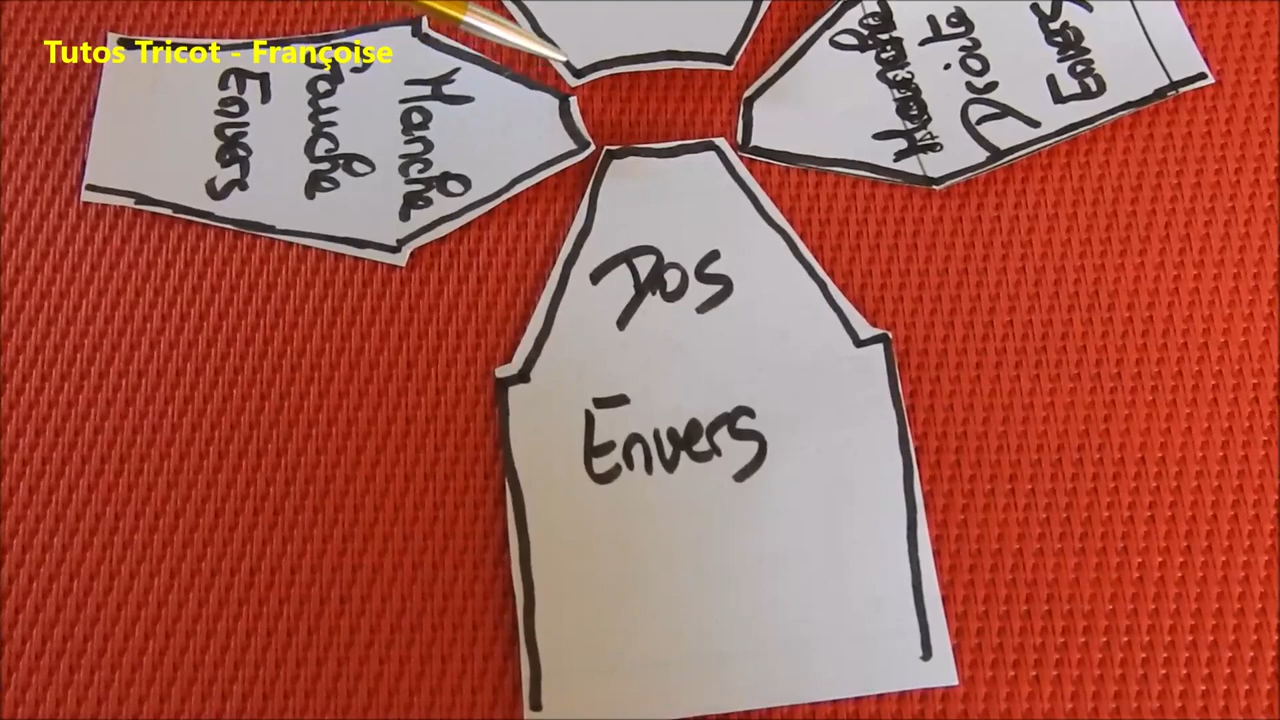 Tutos Tricot - Françoise
Manche
Gauche
Envers
Manche
Droite
Envers
Dos
Envers